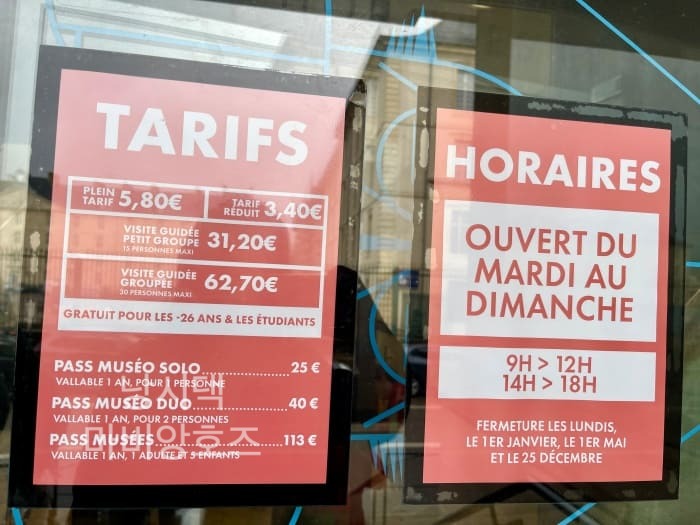 TARIFS
PLEIN TARIF 5,80€
TARIF RÉDUIT 3,40€
VISITE GUIDÉE
PETIT GROUPE 31,20€
15 PERSONNES MAXI
VISITE GUIDÉE
GROUPÉE 62,70€
30 PERSONNES MAXI
GRATUIT POUR LES -26 ANS & LES ÉTUDIANTS
PASS MUSÉO SOLO.....................25 €
VALLABLE 1 AN, POUR 1 PERSONNE
PASS MUSÉO DUO.....................40 €
VALLABLE 1 AN, POUR 2 PERSONNES
PASS MUSÉES.....................113 €
VALLABLE 1 AN, 1 ADULTE ET 5 ENFANTS
HORAIRES
OUVERT DU
MARDI AU
DIMANCHE
9H > 12H
14H > 18H
FERMETURE LES LUNDIS,
LE 1ER JANVIER, LE 1ER MAI
ET LE 25 DÉCEMBRE